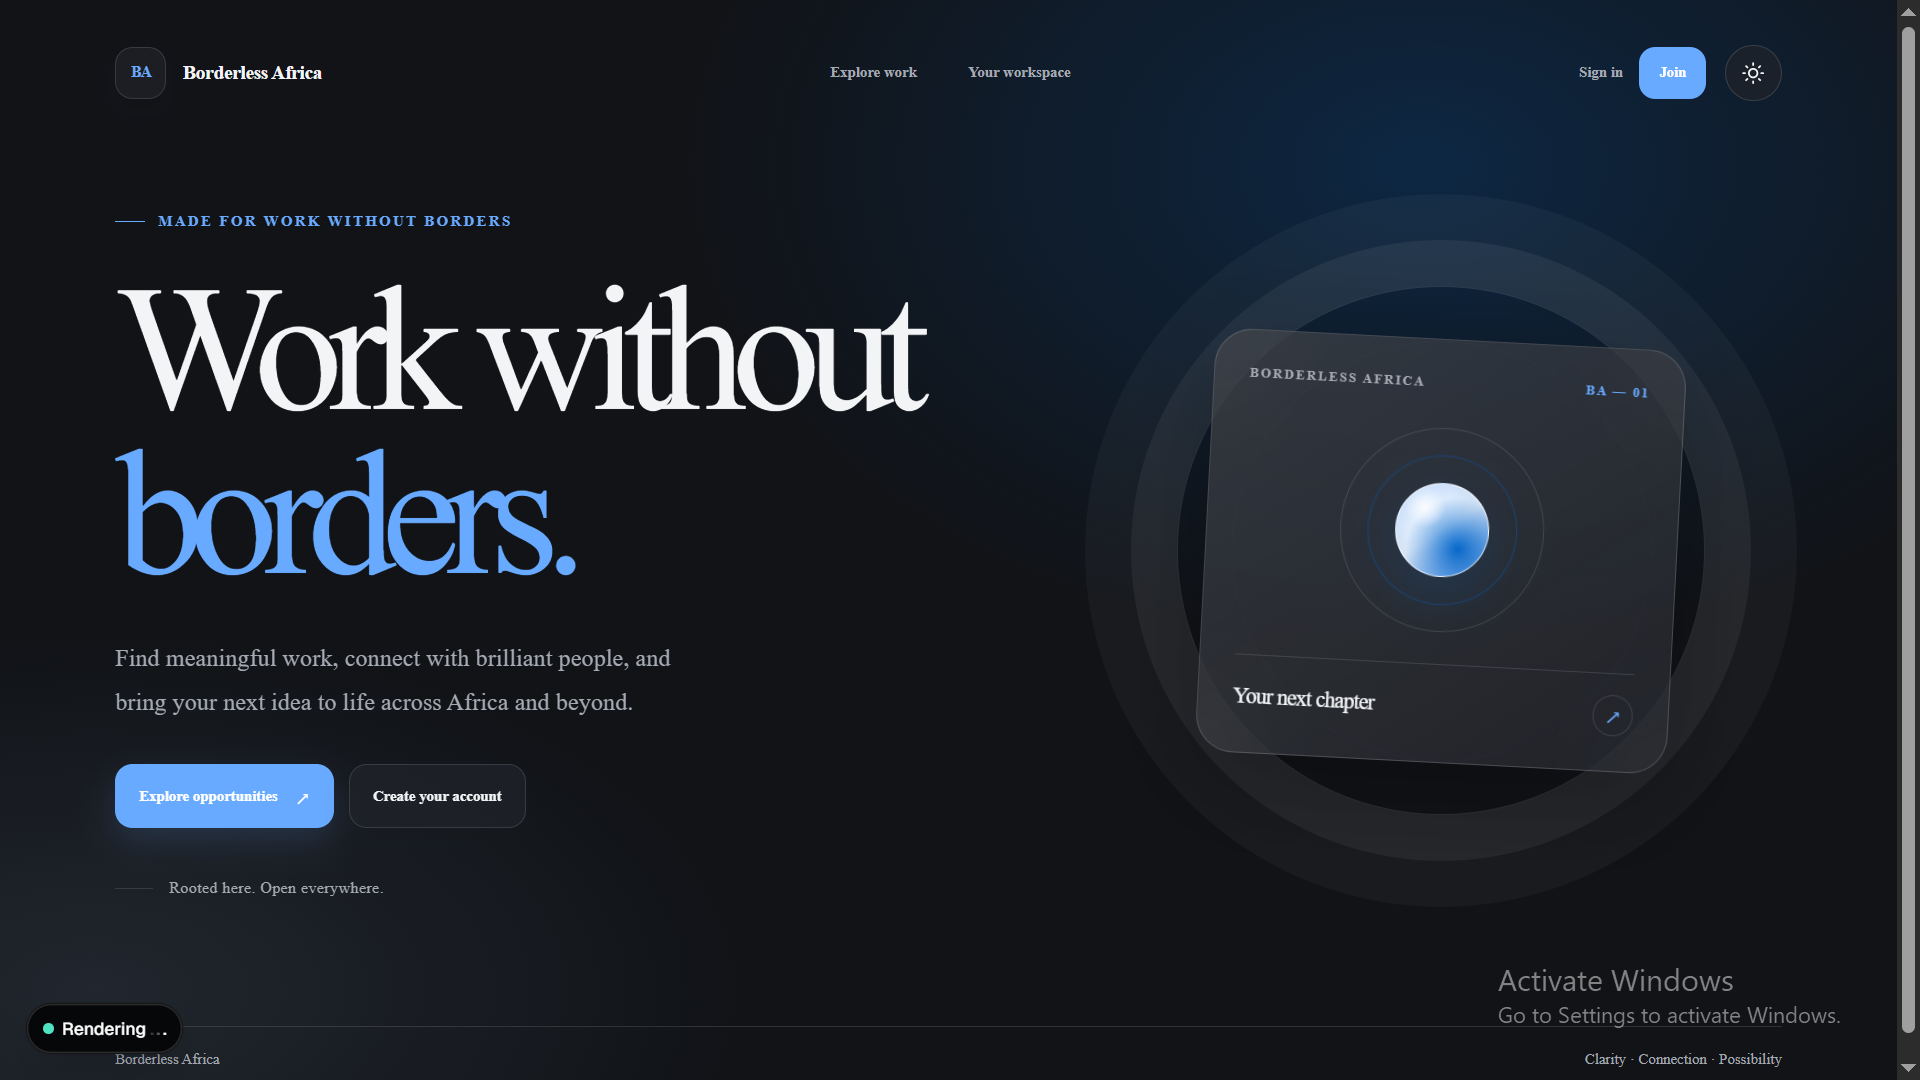 BA
Borderless Africa
Explore work
Your workspace
Sign in
Join
MADE FOR WORK WITHOUT BORDERS
Work without
borders.
Find meaningful work, connect with brilliant people, and
bring your next idea to life across Africa and beyond.
Explore opportunities ↗
Create your account
Rooted here. Open everywhere.
BORDERLESS AFRICA
BA — 01
Your next chapter
↗
Activate Windows
Go to Settings to activate Windows.
Rendering ...
Borderless Africa
Clarity · Connection · Possibility